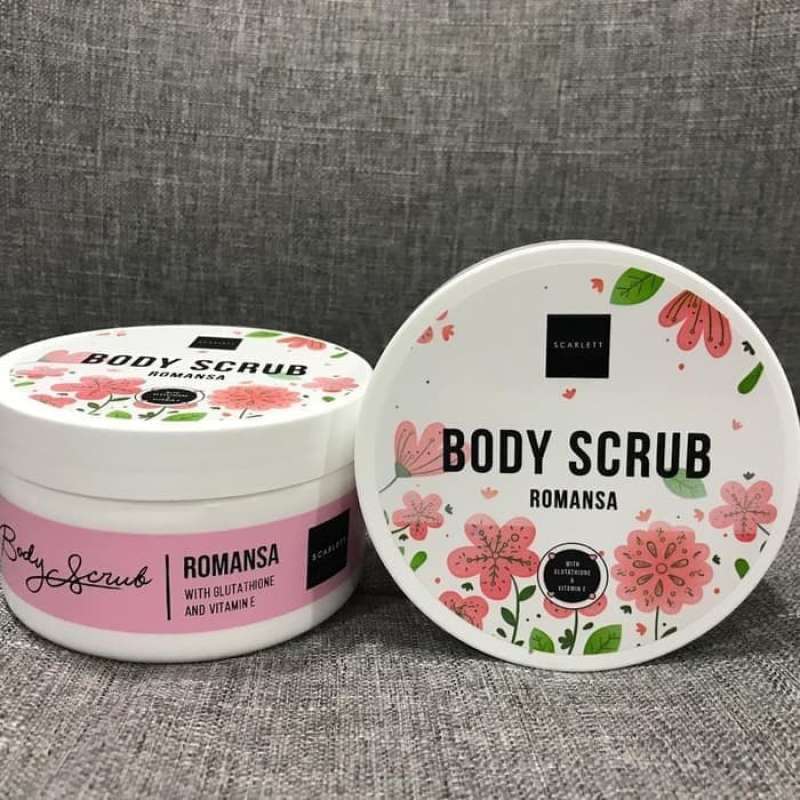 BODY SCRUB
ROMANSA
SCARLETT
Body Scrub
ROMANSA
WITH GLUTATHIONE
AND VITAMIN E
SCARLETT
SCARLETT
BODY SCRUB
ROMANSA
WITH
GLUTATHIONE
&
VITAMIN E